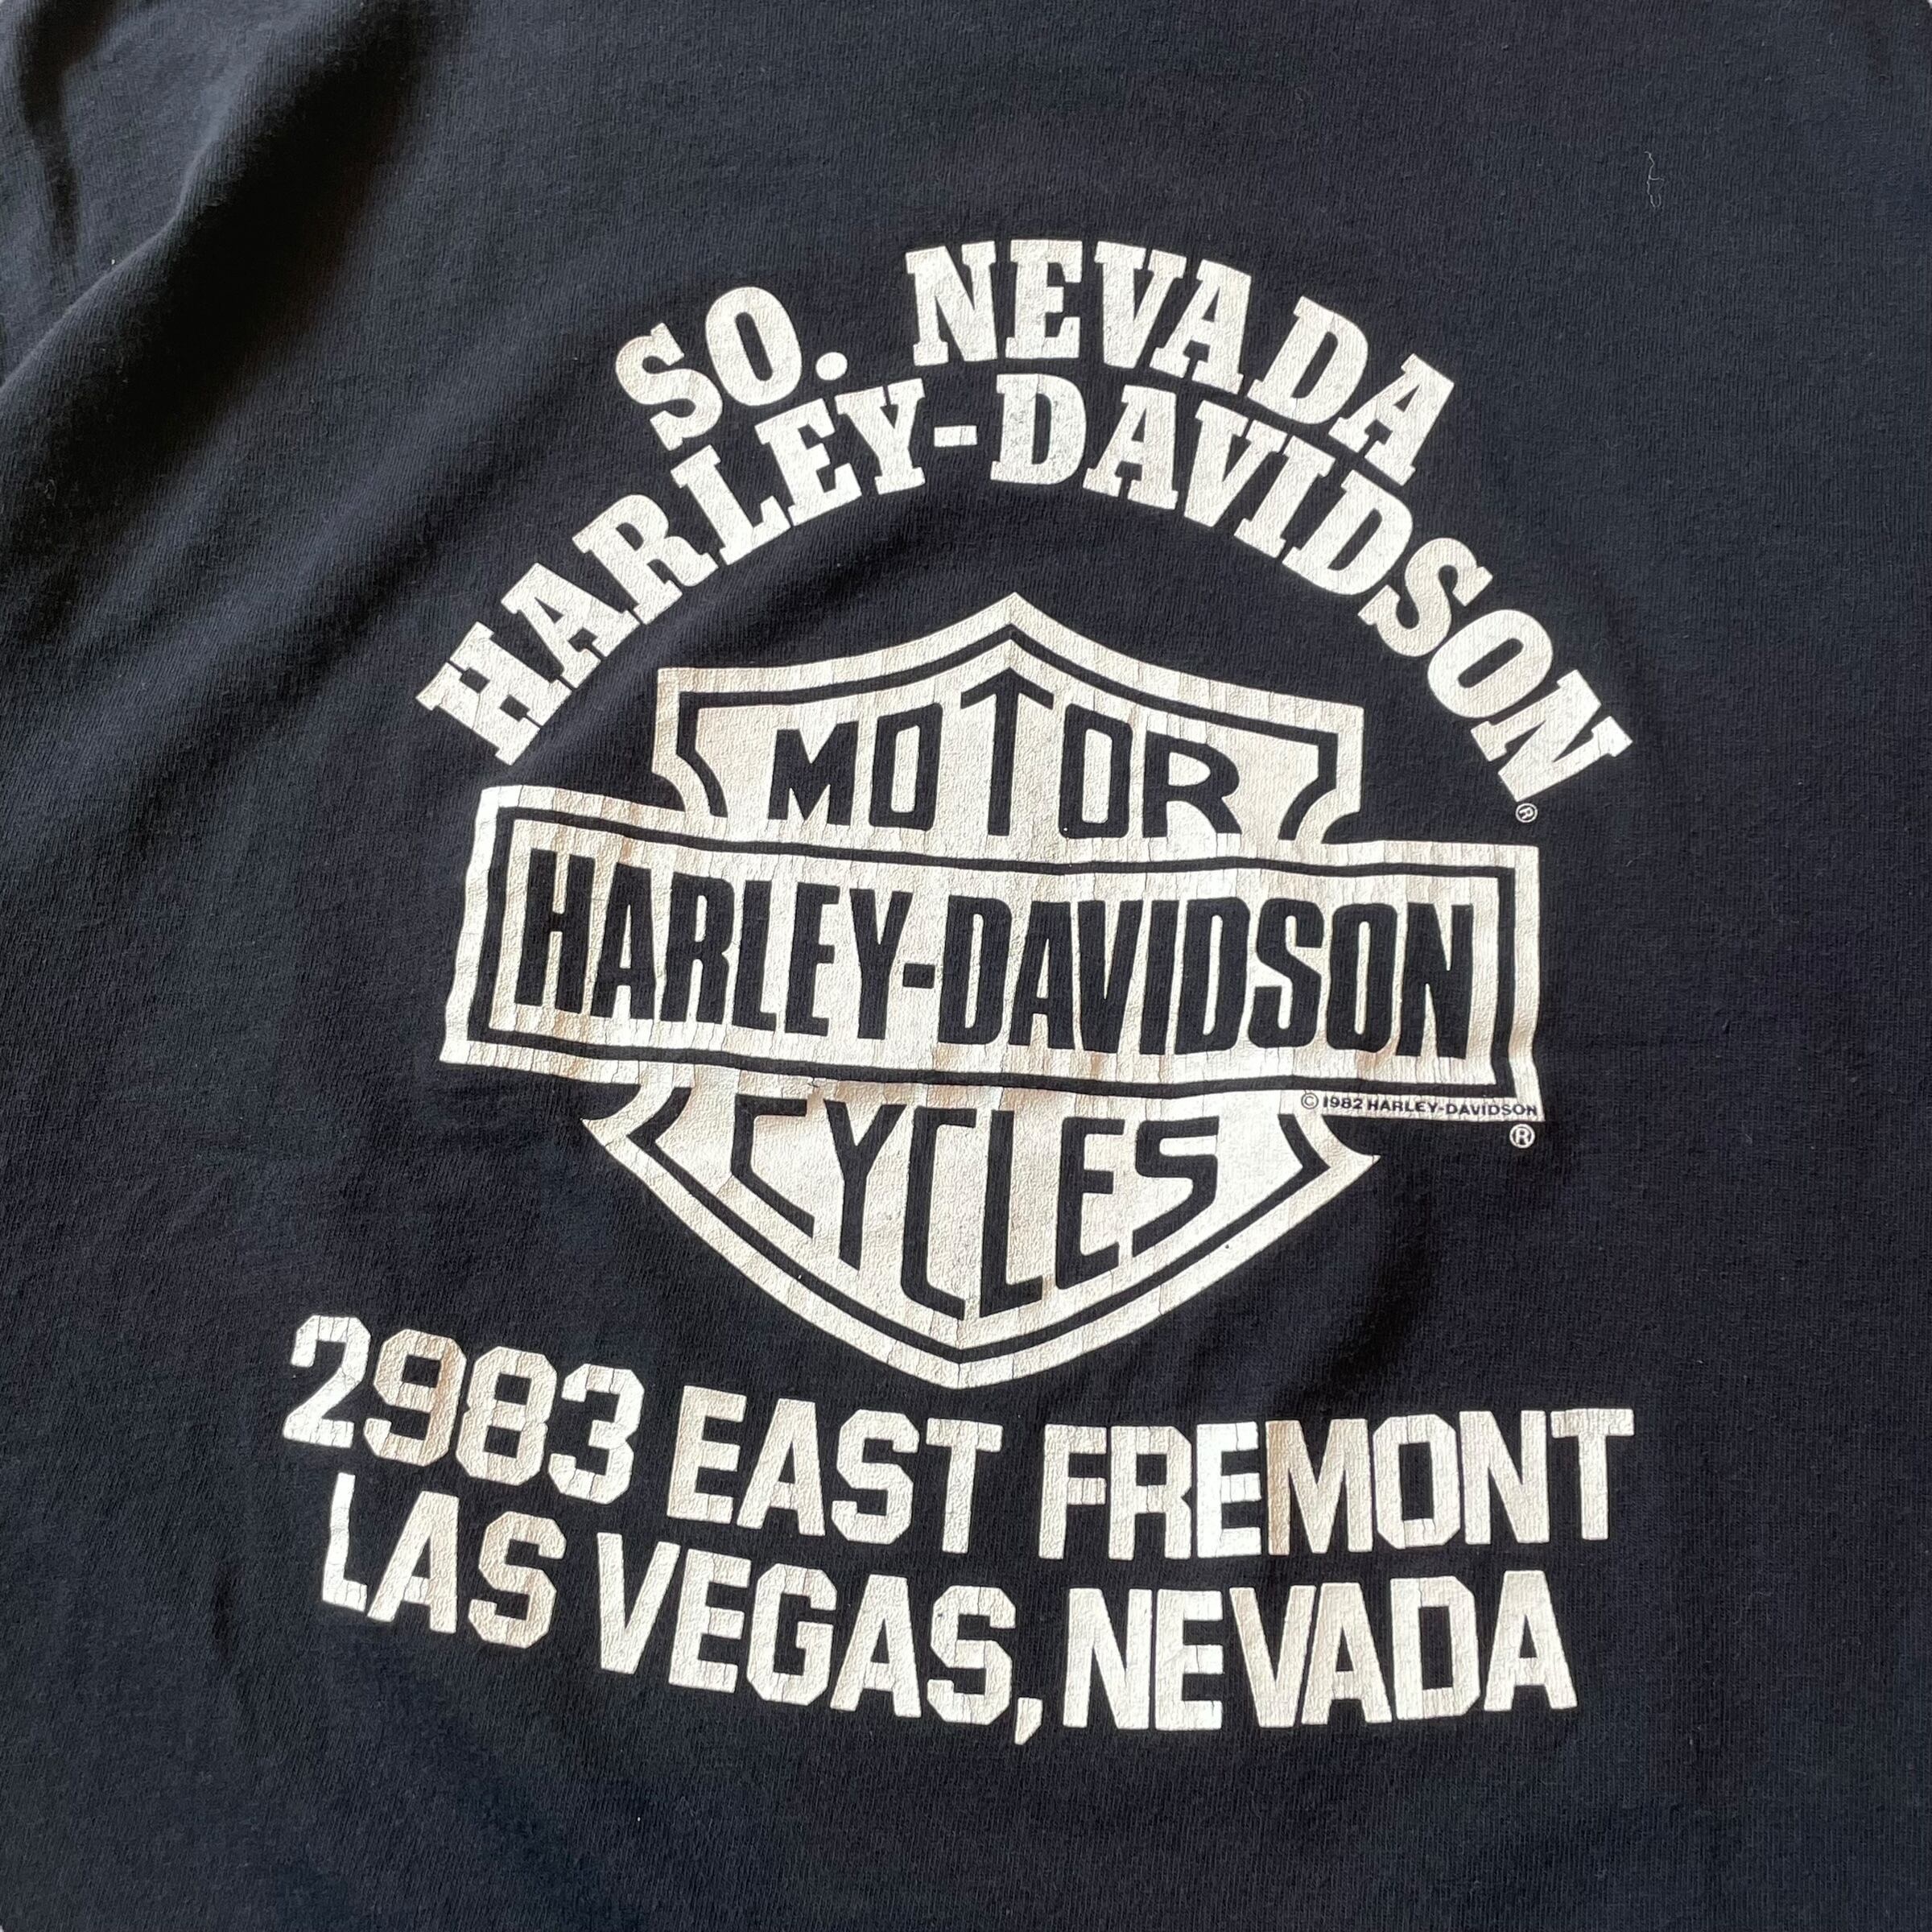 SO. NEVADA
HARLEY-DAVIDSON
®
MOTOR
HARLEY-DAVIDSON
© 1982 HARLEY-DAVIDSON
®
CYCLES
2983 EAST FREMONT
LAS VEGAS, NEVADA